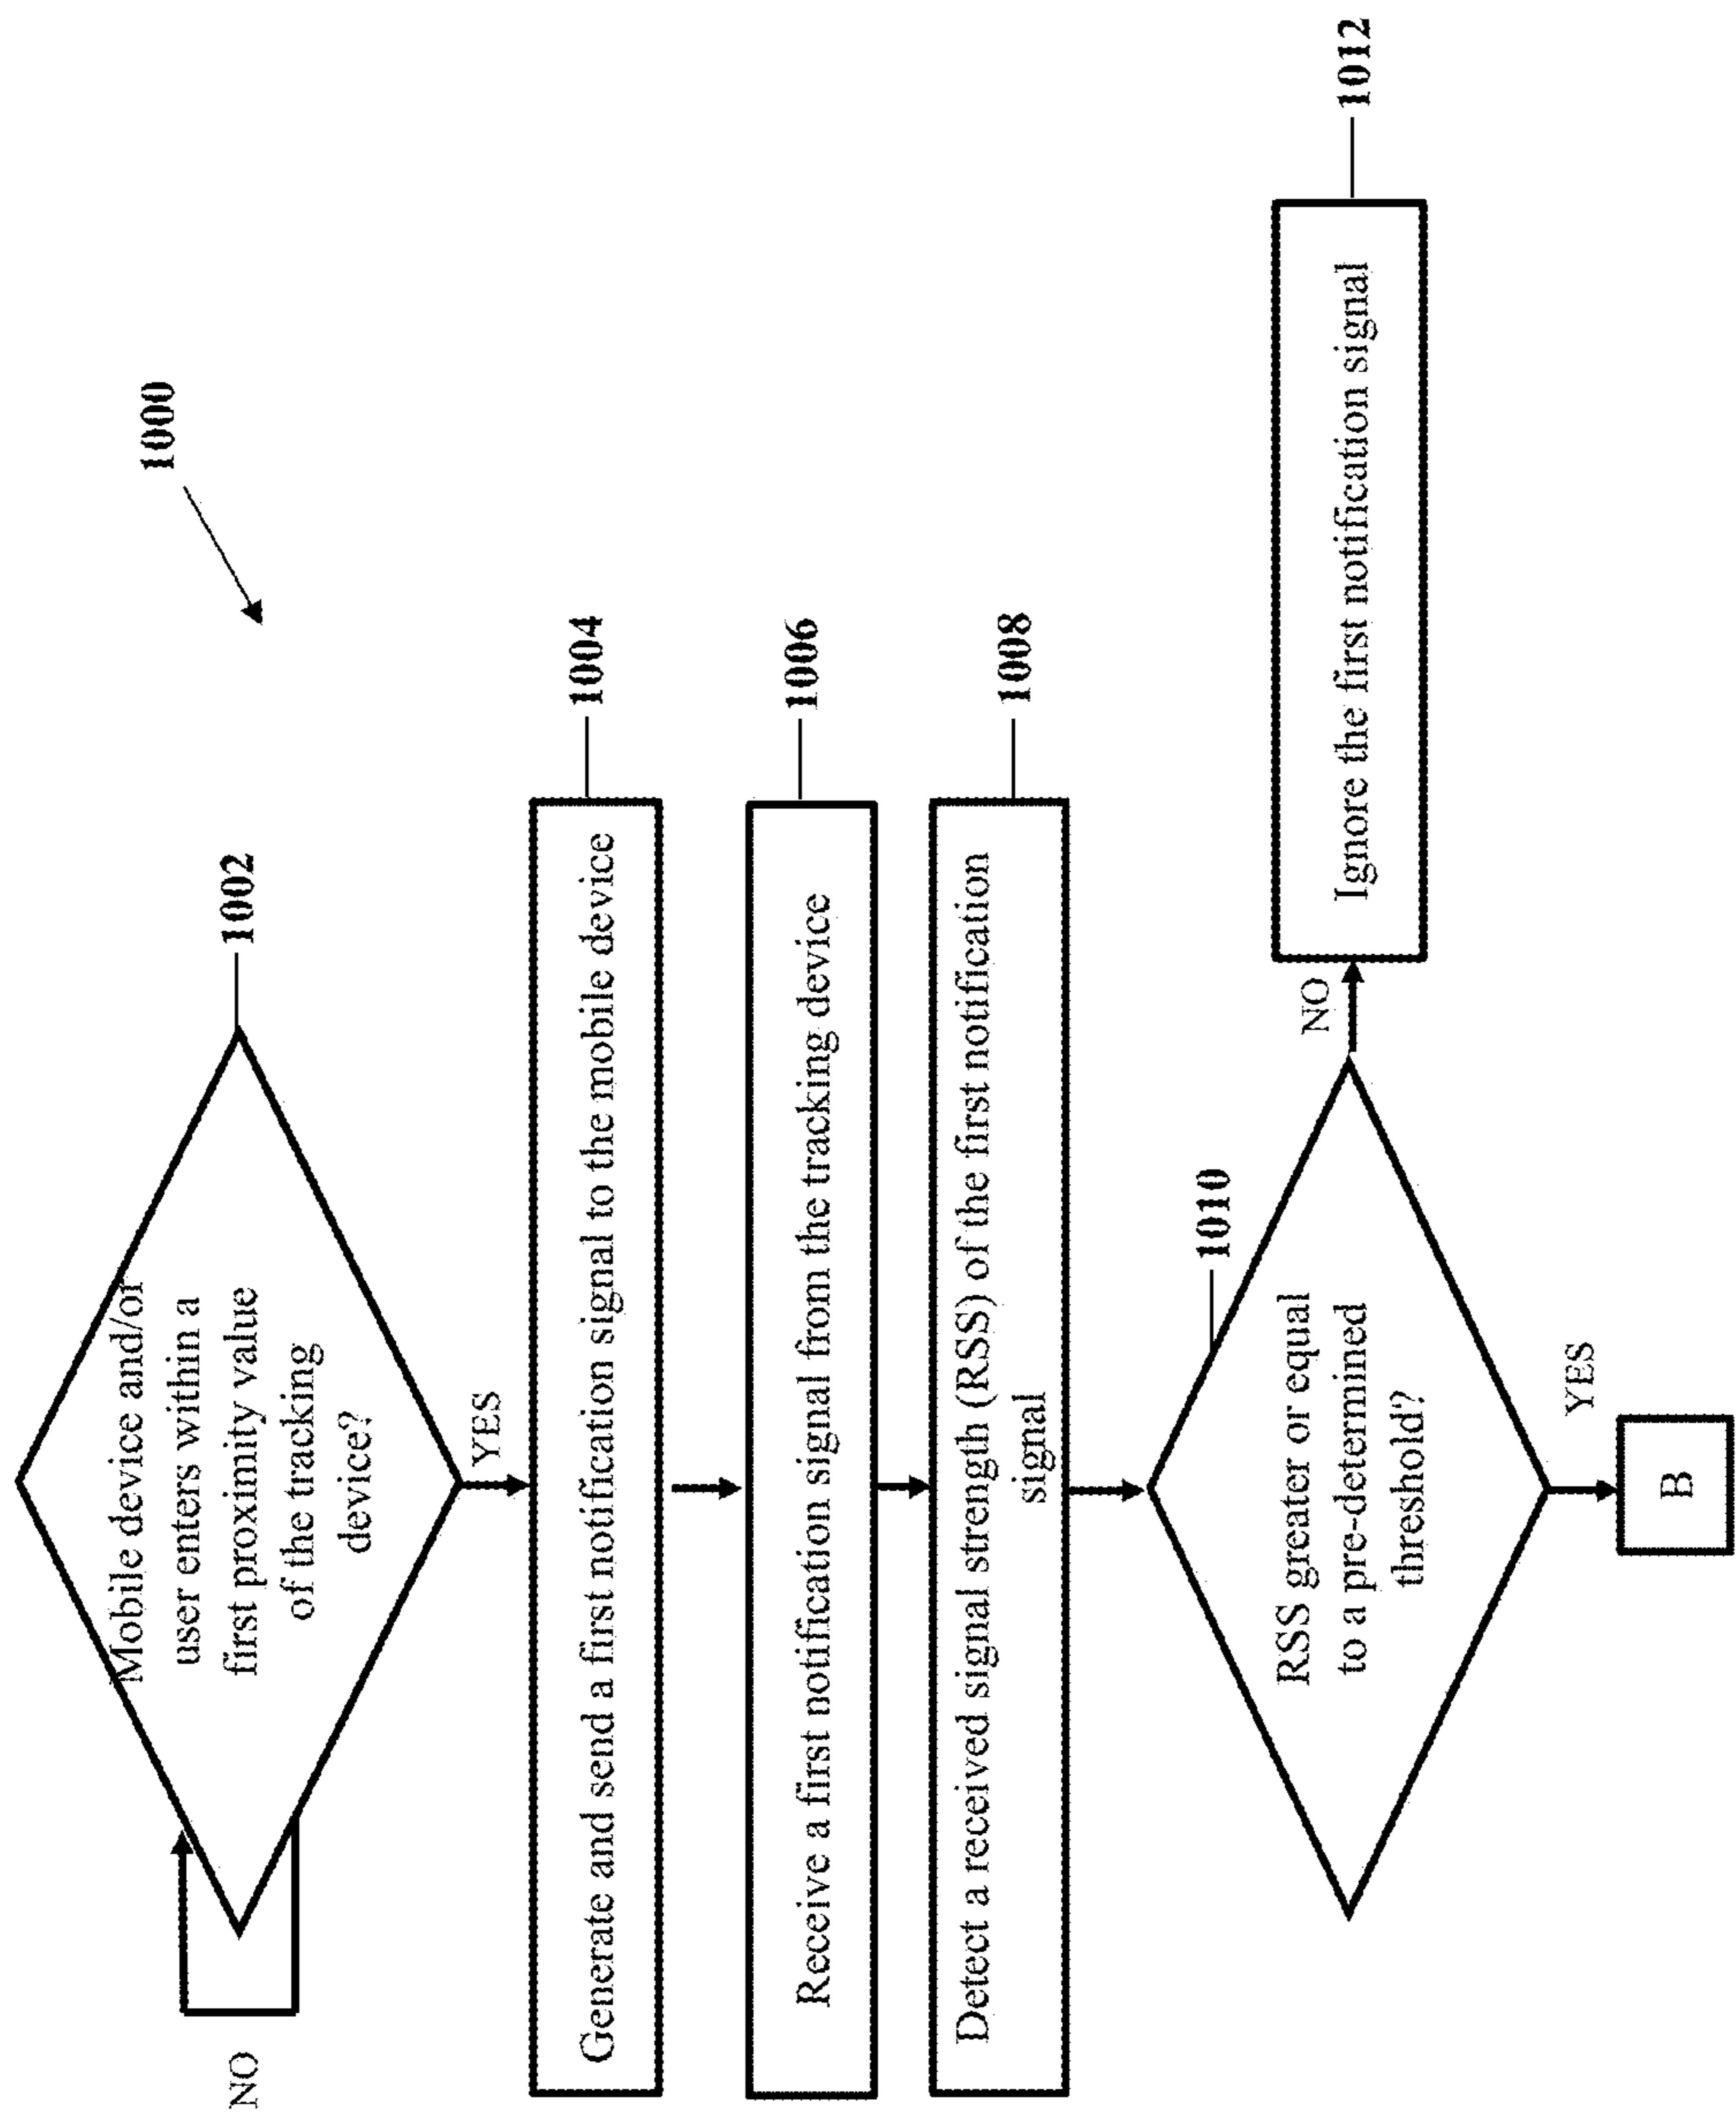 1000
1002
Mobile device and/or
user enters within a
first proximity value
of the tracking
device?
NO
YES
1004
Generate and send a first notification signal to the mobile device
1006
Receive a first notification signal from the tracking device
1008
Detect a received signal strength (RSS) of the first notification
signal
1010
RSS greater or equal
to a pre-determined
threshold?
NO
1012
Ignore the first notification signal
YES
B